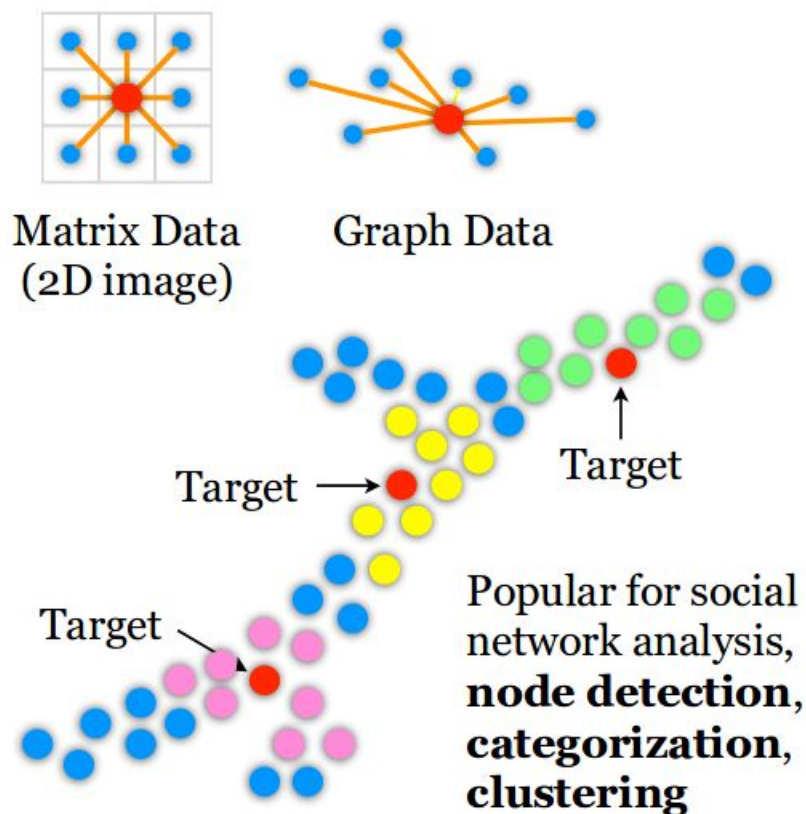 Matrix Data
(2D image)
Graph Data
Target
Target
Target
Popular for social
network analysis,
node detection,
categorization,
clustering